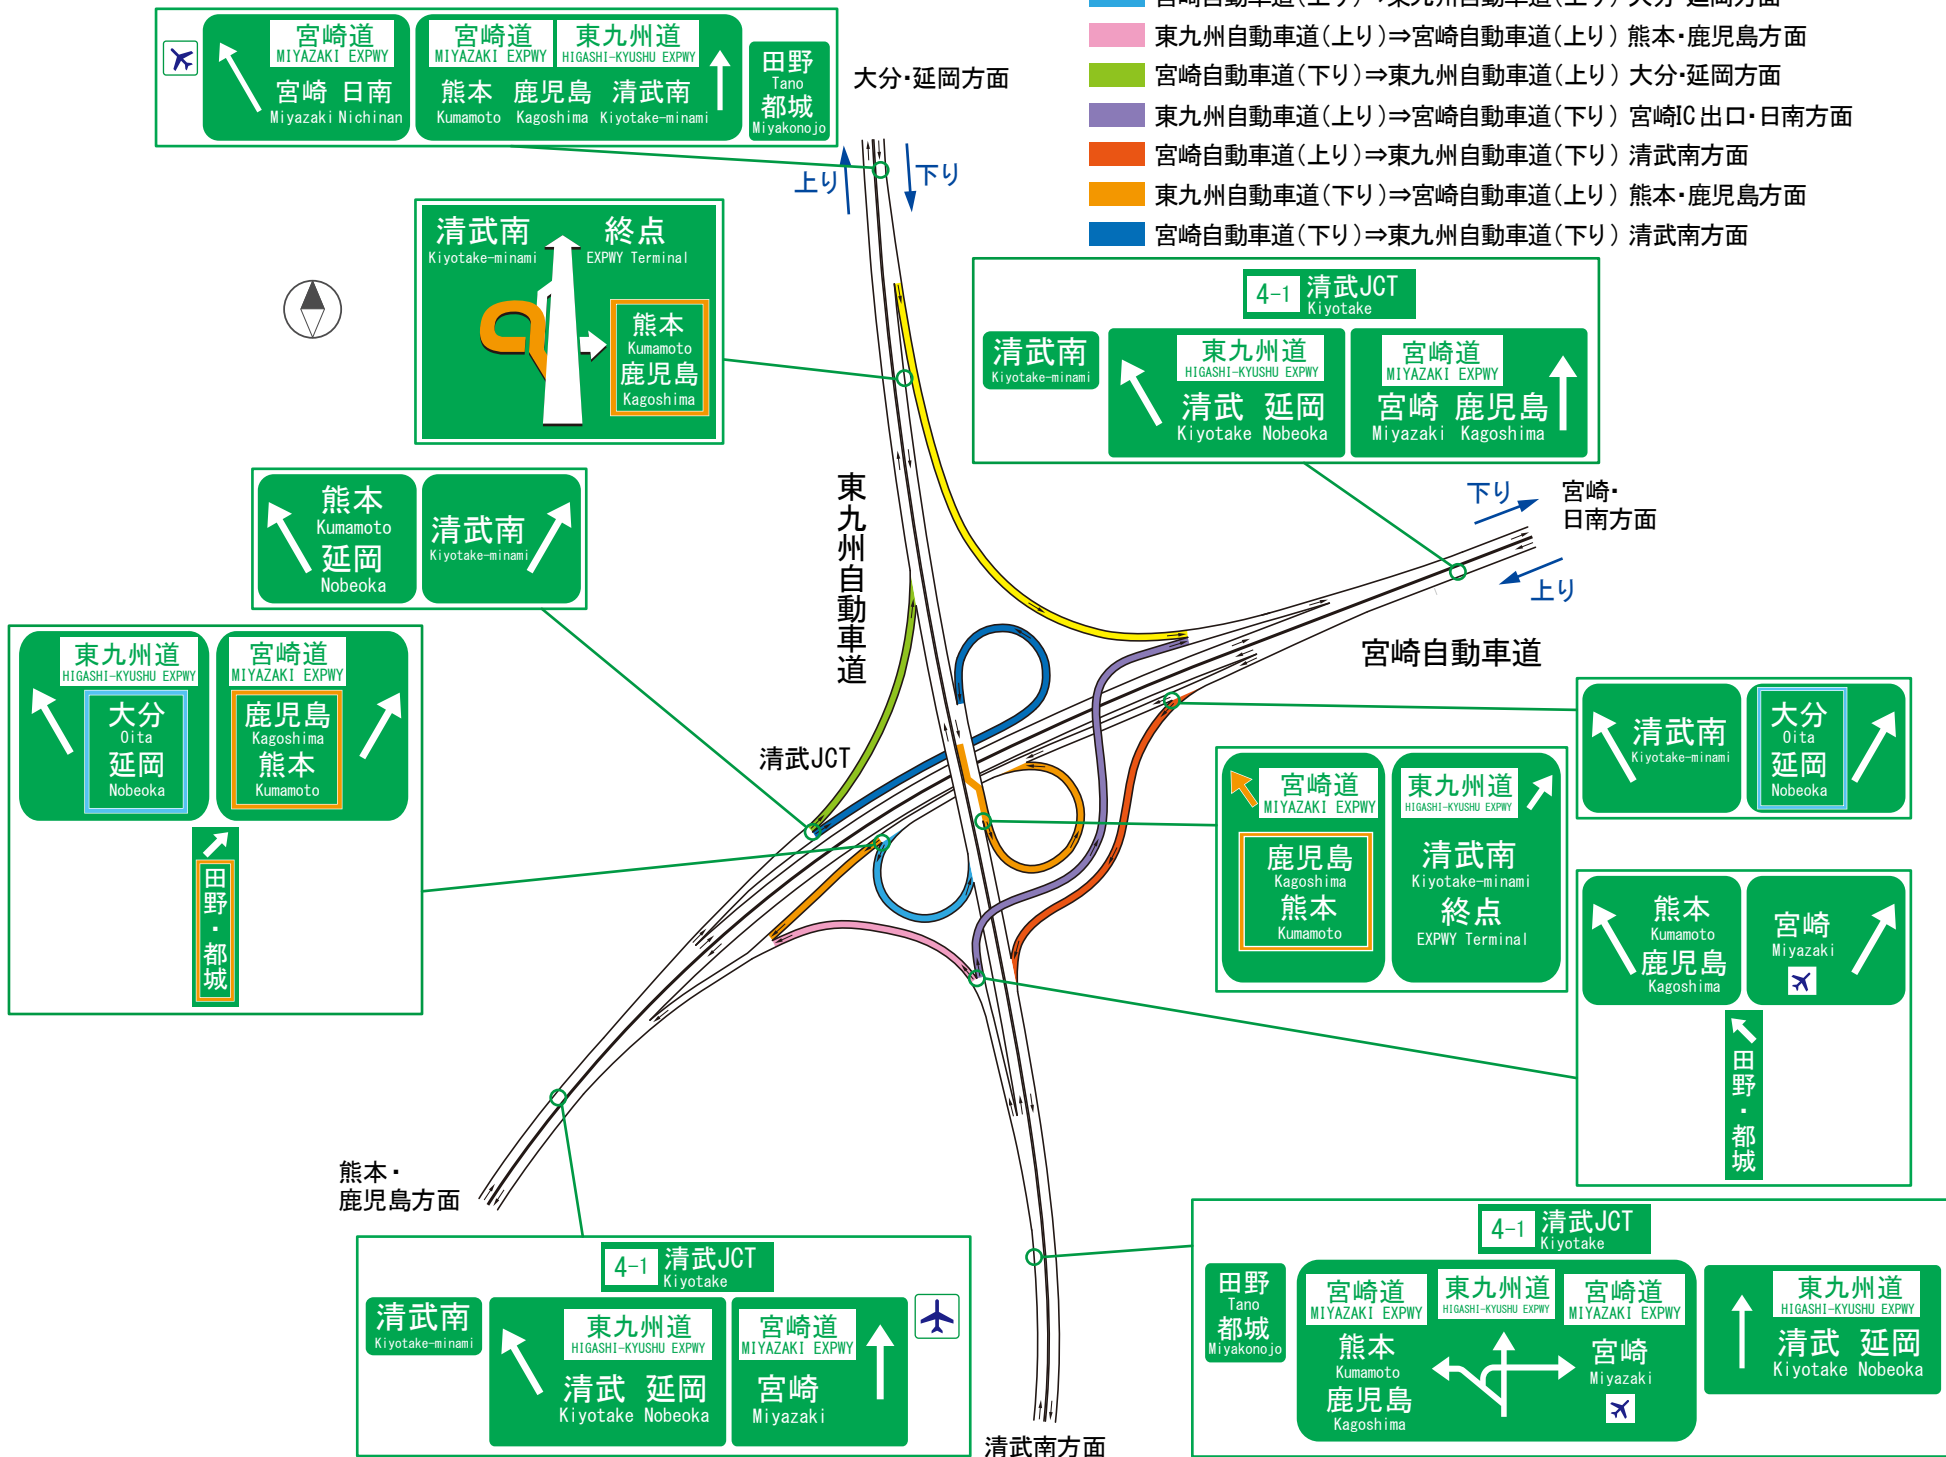 宮崎自動車道(上り)⇒東九州自動車道(上り) 大分・延岡方面
東九州自動車道(上り)⇒宮崎自動車道(上り) 熊本・鹿児島方面
宮崎自動車道(下り)⇒東九州自動車道(上り) 大分・延岡方面
東九州自動車道(上り)⇒宮崎自動車道(下り) 宮崎IC出口・日南方面
宮崎自動車道(上り)⇒東九州自動車道(下り) 清武南方面
東九州自動車道(下り)⇒宮崎自動車道(上り) 熊本・鹿児島方面
宮崎自動車道(下り)⇒東九州自動車道(下り) 清武南方面
宮崎道
MIYAZAKI EXPWY
宮崎 日南
Miyazaki Nichinan
宮崎道 東九州道
MIYAZAKI EXPWY HIGASHI-KYUSHU EXPWY
熊本 鹿児島 清武南
Kumamoto Kagoshima Kiyotake-minami
田野
Tano
都城
Miyakonojo
大分・延岡方面
上り
下り
清武南 終点
Kiyotake-minami EXPWY Terminal
熊本
Kumamoto
鹿児島
Kagoshima
4-1 清武JCT
Kiyotake
清武南
Kiyotake-minami
東九州道
HIGASHI-KYUSHU EXPWY
清武 延岡
Kiyotake Nobeoka
宮崎道
MIYAZAKI EXPWY
宮崎 鹿児島
Miyazaki Kagoshima
熊本
Kumamoto
延岡
Nobeoka
清武南
Kiyotake-minami
東九州自動車道
下り
宮崎・
日南方面
上り
宮崎自動車道
清武JCT
東九州道
HIGASHI-KYUSHU EXPWY
大分
Oita
延岡
Nobeoka
宮崎道
MIYAZAKI EXPWY
鹿児島
Kagoshima
熊本
Kumamoto
田野・都城
清武南
Kiyotake-minami
大分
Oita
延岡
Nobeoka
宮崎道
MIYAZAKI EXPWY
鹿児島
Kagoshima
熊本
Kumamoto
東九州道
HIGASHI-KYUSHU EXPWY
清武南
Kiyotake-minami
終点
EXPWY Terminal
熊本
Kumamoto
鹿児島
Kagoshima
宮崎
Miyazaki
田野・都城
熊本・
鹿児島方面
4-1 清武JCT
Kiyotake
清武南
Kiyotake-minami
東九州道
HIGASHI-KYUSHU EXPWY
清武 延岡
Kiyotake Nobeoka
宮崎道
MIYAZAKI EXPWY
宮崎
Miyazaki
清武南方面
4-1 清武JCT
Kiyotake
田野
Tano
都城
Miyakonojo
宮崎道
MIYAZAKI EXPWY
熊本
Kumamoto
鹿児島
Kagoshima
東九州道
HIGASHI-KYUSHU EXPWY
宮崎道
MIYAZAKI EXPWY
宮崎
Miyazaki
東九州道
HIGASHI-KYUSHU EXPWY
清武 延岡
Kiyotake Nobeoka